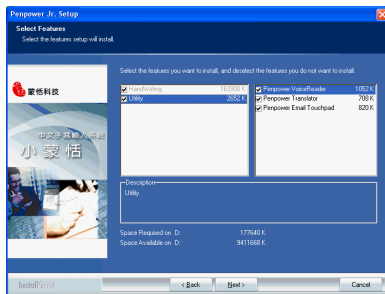 Penpower Jr. Setup
Select Features
Select the features setup will install.
Select the features you want to install, and deselect the features you do not want to install.
HandWriting 163900 K
Utility 2652 K
Penpower VoiceReader 1052 K
Penpower Translator 708 K
Penpower Email Touchpad 820 K
蒙恬科技
中文手寫輸入系統
小蒙恬
Description
Utility
Space Required on D: 177640 K
Space Available on D: 9411668 K
InstallShield
< Back
Next >
Cancel